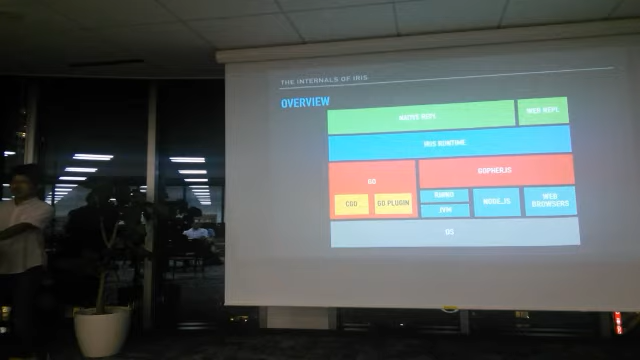 THE INTERNALS OF IRIS
OVERVIEW
NATIVE REPL
WEB REPL
IRIS RUNTIME
GO
GOPHERJS
CGO
GO PLUGIN
JVM
NODE.JS
WEB
BROWSERS
OS